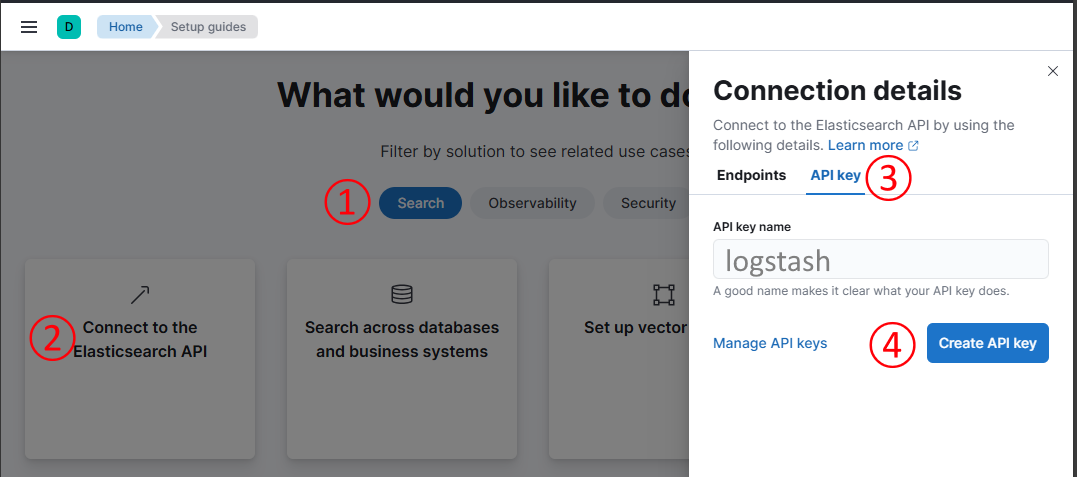 D
Home
Setup guides
What would you like to do
Filter by solution to see related use cases
① Search
Observability
Security
② Connect to the
Elasticsearch API
Search across databases
and business systems
Set up vector
Connection details
Connect to the Elasticsearch API by using the
following details. Learn more
Endpoints
API key ③
API key name
logstash
A good name makes it clear what your API key does.
Manage API keys
④ Create API key